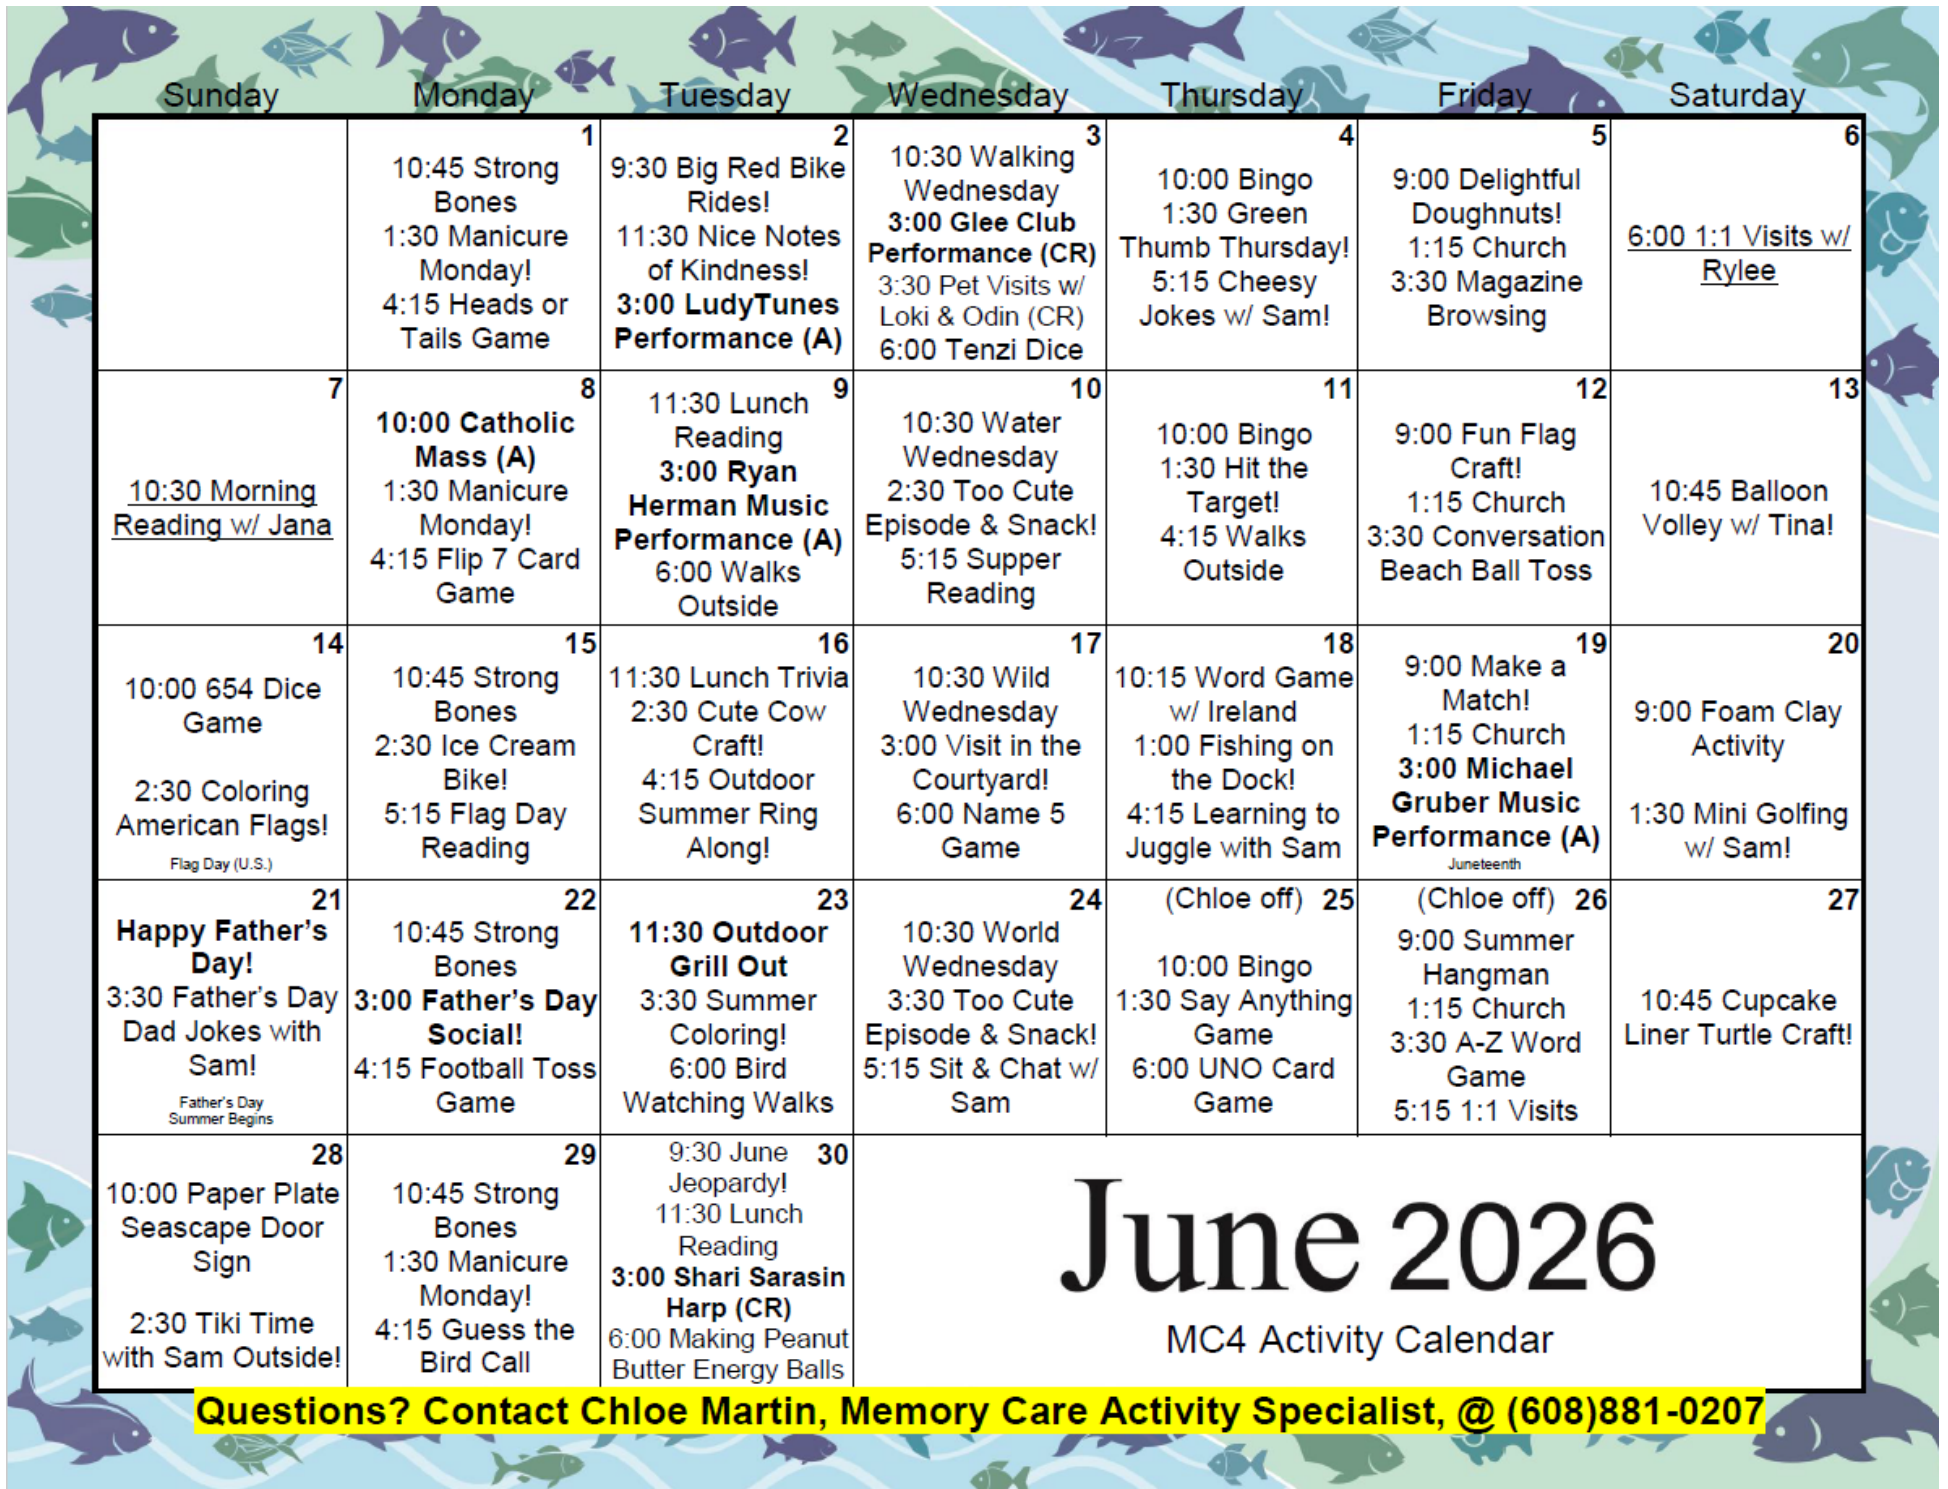 Sunday Monday Tuesday Wednesday Thursday Friday Saturday
1
10:45 Strong
Bones
1:30 Manicure
Monday!
4:15 Heads or
Tails Game
2
9:30 Big Red Bike
Rides!
11:30 Nice Notes
of Kindness!
3:00 LudyTunes
Performance (A)
3
10:30 Walking
Wednesday
3:00 Glee Club
Performance (CR)
3:30 Pet Visits w/
Loki & Odin (CR)
6:00 Tenzi Dice
4
10:00 Bingo
1:30 Green
Thumb Thursday!
5:15 Cheesy
Jokes w/ Sam!
5
9:00 Delightful
Doughnuts!
1:15 Church
3:30 Magazine
Browsing
6
6:00 1:1 Visits w/
Rylee
7
10:30 Morning
Reading w/ Jana
8
10:00 Catholic
Mass (A)
1:30 Manicure
Monday!
4:15 Flip 7 Card
Game
9
11:30 Lunch
Reading
3:00 Ryan
Herman Music
Performance (A)
6:00 Walks
Outside
10
10:30 Water
Wednesday
2:30 Too Cute
Episode & Snack!
5:15 Supper
Reading
11
10:00 Bingo
1:30 Hit the
Target!
4:15 Walks
Outside
12
9:00 Fun Flag
Craft!
1:15 Church
3:30 Conversation
Beach Ball Toss
13
10:45 Balloon
Volley w/ Tina!
14
10:00 654 Dice
Game
2:30 Coloring
American Flags!
Flag Day (U.S.)
15
10:45 Strong
Bones
2:30 Ice Cream
Bike!
5:15 Flag Day
Reading
16
11:30 Lunch Trivia
2:30 Cute Cow
Craft!
4:15 Outdoor
Summer Ring
Along!
17
10:30 Wild
Wednesday
3:00 Visit in the
Courtyard!
6:00 Name 5
Game
18
10:15 Word Game
w/ Ireland
1:00 Fishing on
the Dock!
4:15 Learning to
Juggle with Sam
19
9:00 Make a
Match!
1:15 Church
3:00 Michael
Gruber Music
Performance (A)
Juneteenth
20
9:00 Foam Clay
Activity
1:30 Mini Golfing
w/ Sam!
21
Happy Father's
Day!
3:30 Father's Day
Dad Jokes with
Sam!
Father's Day
Summer Begins
22
10:45 Strong
Bones
3:00 Father's Day
Social!
4:15 Football Toss
Game
23
11:30 Outdoor
Grill Out
3:30 Summer
Coloring!
6:00 Bird
Watching Walks
24
10:30 World
Wednesday
3:30 Too Cute
Episode & Snack!
5:15 Sit & Chat w/
Sam
(Chloe off) 25
10:00 Bingo
1:30 Say Anything
Game
6:00 UNO Card
Game
(Chloe off) 26
9:00 Summer
Hangman
1:15 Church
3:30 A-Z Word
Game
5:15 1:1 Visits
27
10:45 Cupcake
Liner Turtle Craft!
28
10:00 Paper Plate
Seascape Door
Sign
2:30 Tiki Time
with Sam Outside!
29
10:45 Strong
Bones
1:30 Manicure
Monday!
4:15 Guess the
Bird Call
9:30 June 30
Jeopardy!
11:30 Lunch
Reading
3:00 Shari Sarasin
Harp (CR)
6:00 Making Peanut
Butter Energy Balls
June 2026
MC4 Activity Calendar
Questions? Contact Chloe Martin, Memory Care Activity Specialist, @ (608)881-0207